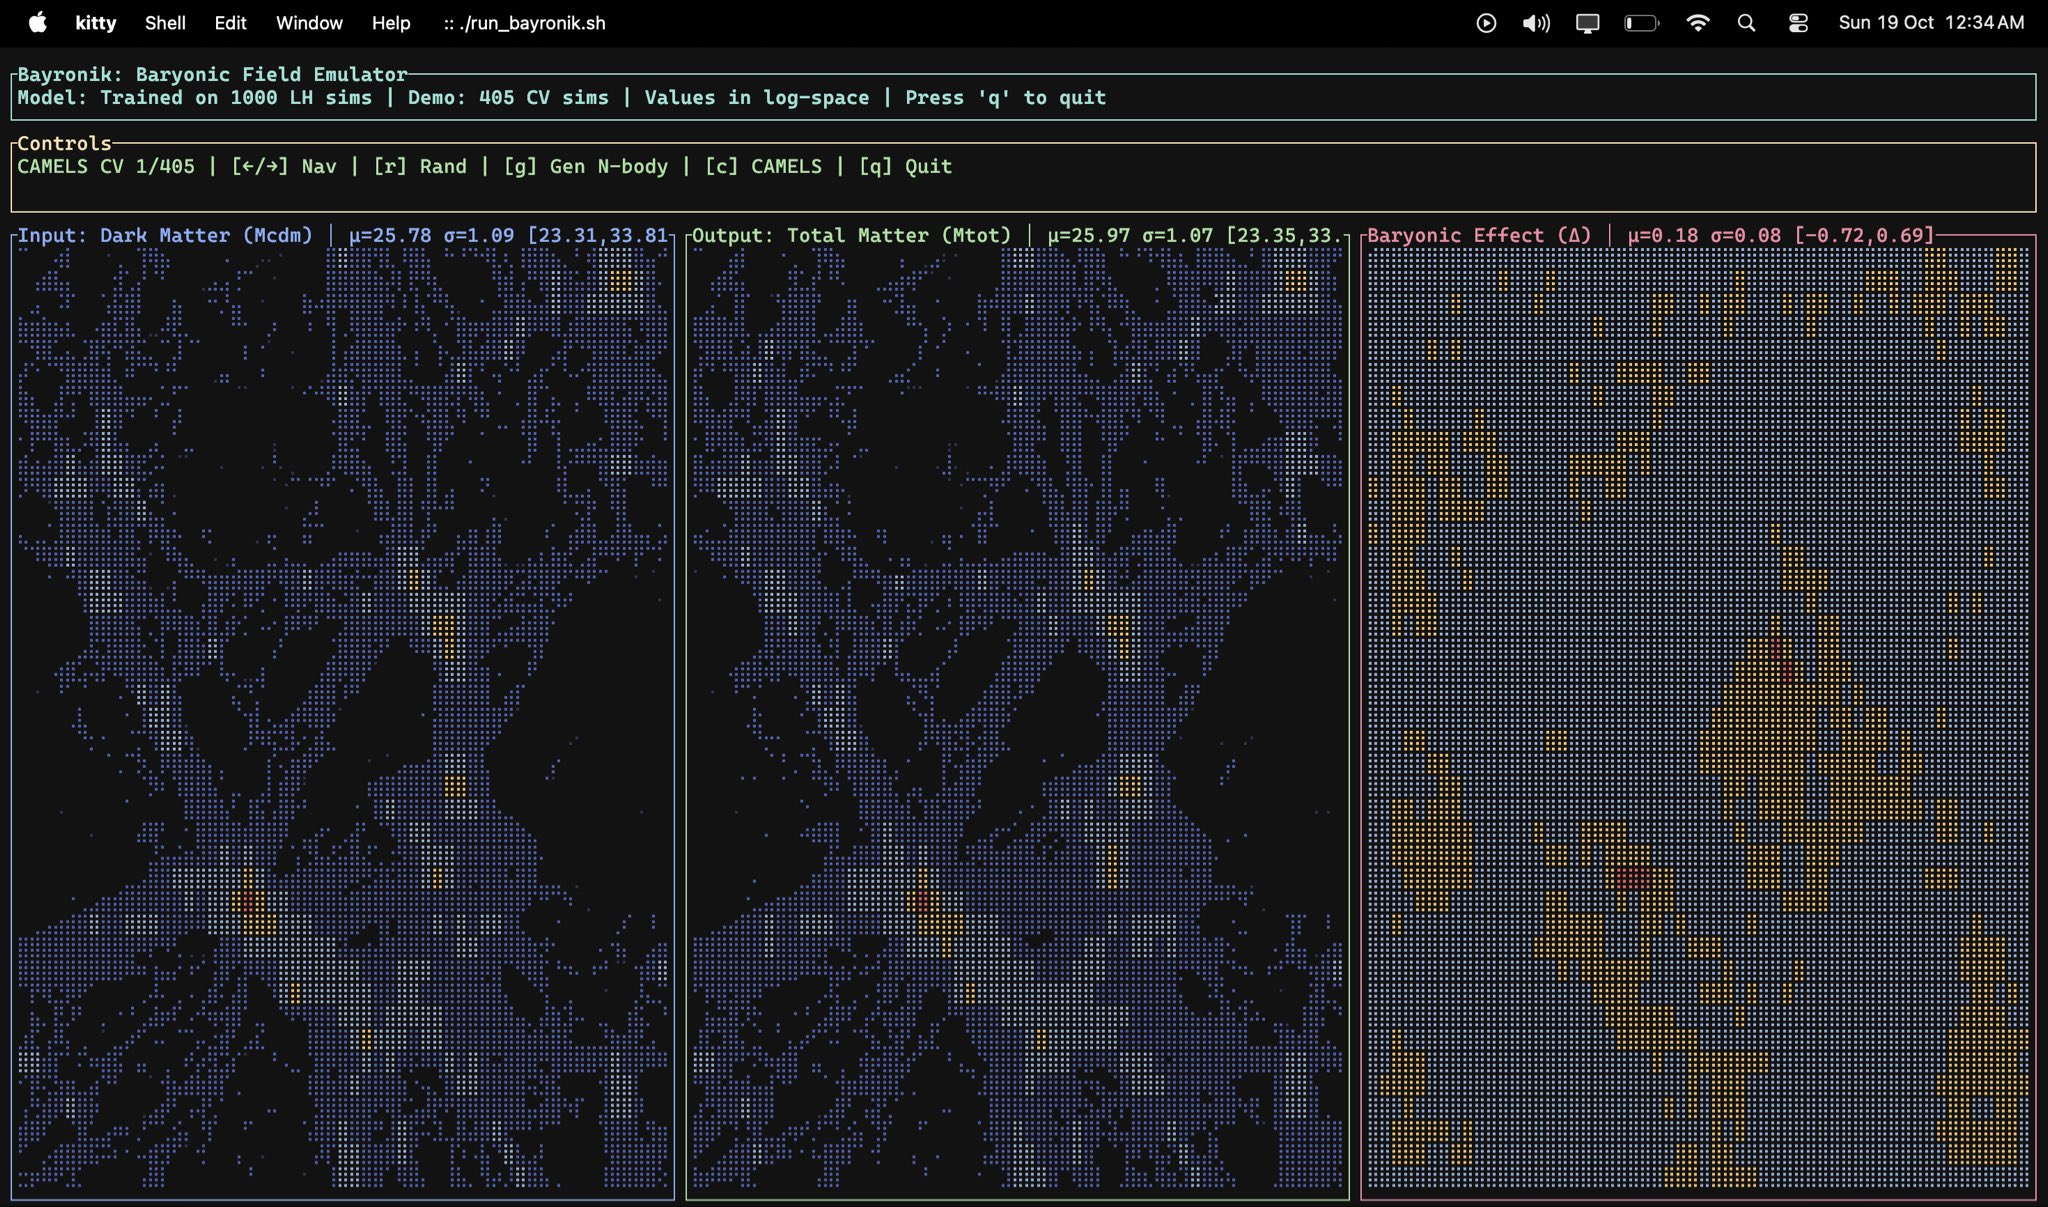 kitty Shell Edit Window Help :: ./run_bayronik.sh Sun 19 Oct 12:34 AM
Bayronik: Baryonic Field Emulator
Model: Trained on 1000 LH sims | Demo: 405 CV sims | Values in log-space | Press 'q' to quit
Controls
CAMELS CV 1/405 | [←/→] Nav | [r] Rand | [g] Gen N-body | [c] CAMELS | [q] Quit
Input: Dark Matter (Mcdm) │ μ=25.78 σ=1.09 [23.31,33.81
Output: Total Matter (Mtot) │ μ=25.97 σ=1.07 [23.35,33.
Baryonic Effect (Δ) │ μ=0.18 σ=0.08 [-0.72,0.69]